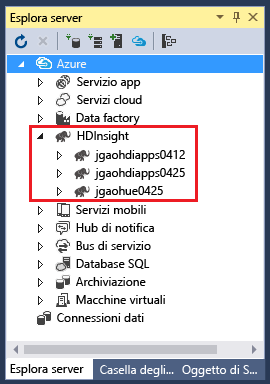 Esplora server
Azure
Servizio app
Servizi cloud
Data factory
HDInsight
jgaohdiapps0412
jgaohdiapps0425
jgaohue0425
Servizi mobili
Hub di notifica
Bus di servizio
Database SQL
Archiviazione
Macchine virtuali
Connessioni dati
Esplora server Casella degli... Oggetto di S...